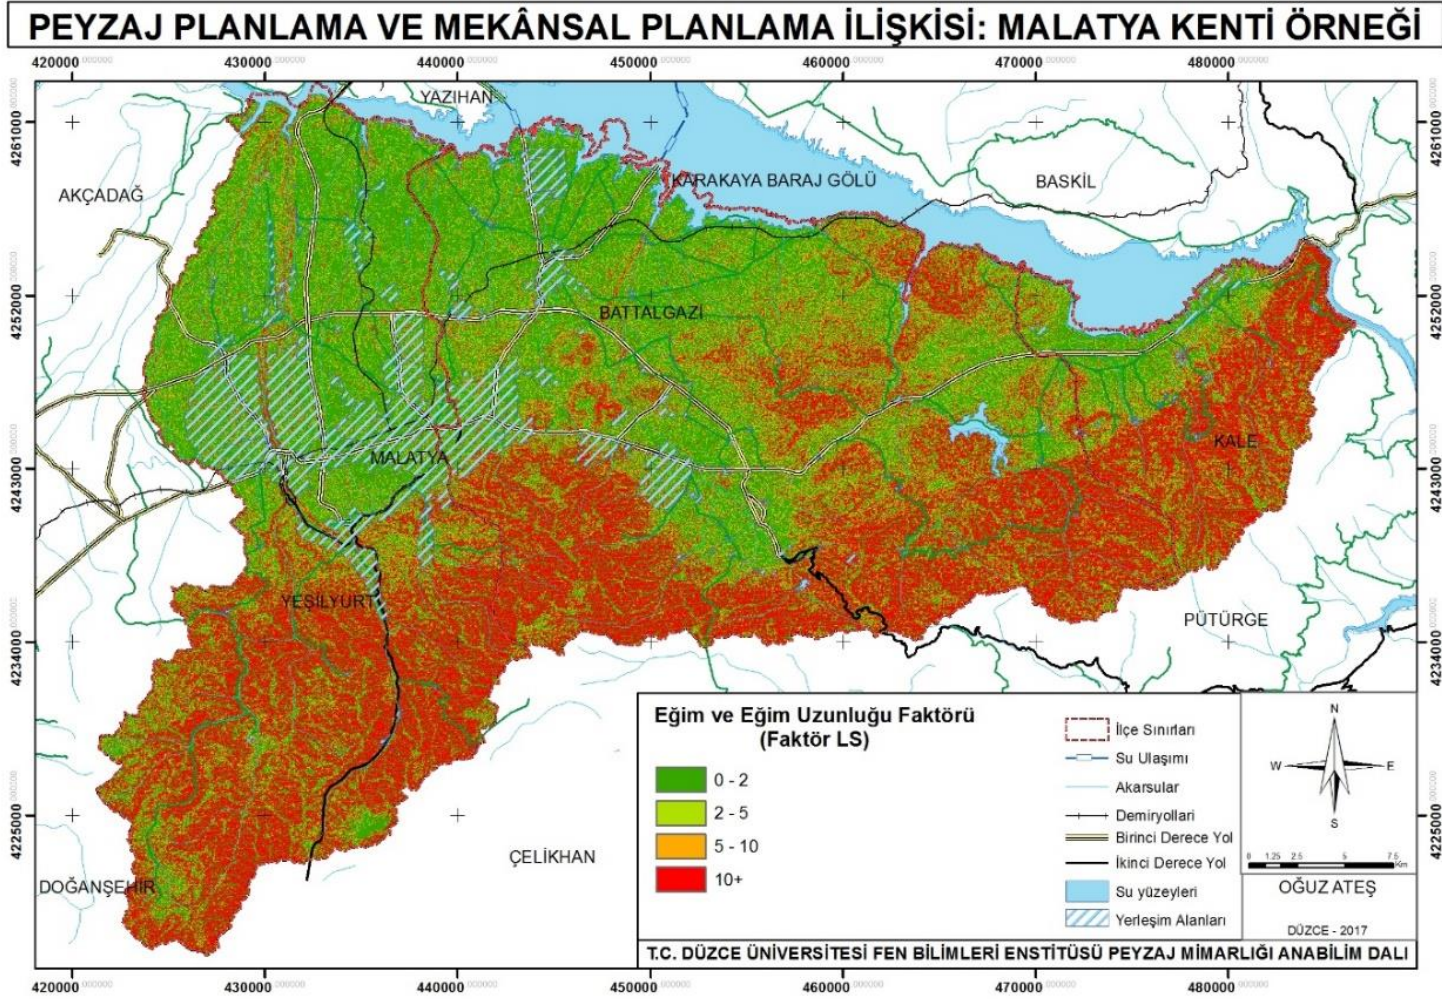 PEYZAJ PLANLAMA VE MEKÂNSAL PLANLAMA İLİŞKİSİ: MALATYA KENTİ ÖRNEĞİ
420000 430000 440000 450000 460000 470000 480000
4261000
4261000
4252000
4252000
4243000
4243000
4234000
4234000
4225000
4225000
YAZIHAN
AKÇADAĞ
KARAKAYA BARAJ GÖLÜ
BASKİL
BATTALGAZİ
MALATYA
KALE
YEŞİLYURT
PÜTÜRGE
ÇELİKHAN
DOĞANŞEHİR
Eğim ve Eğim Uzunluğu Faktörü
(Faktör LS)
0 - 2
2 - 5
5 - 10
10+
İlçe Sınırları
Su Ulaşımı
Akarsular
Demiryollari
Birinci Derece Yol
İkinci Derece Yol
Su yüzeyleri
Yerleşim Alanları
N
W E
S
0 1.25 2.5 5 7.5
Km
OĞUZ ATEŞ
DÜZCE - 2017
T.C. DÜZCE ÜNİVERSİTESİ FEN BİLİMLERİ ENSTİTÜSÜ PEYZAJ MİMARLIĞI ANABİLİM DALI
420000 430000 440000 450000 460000 470000 480000